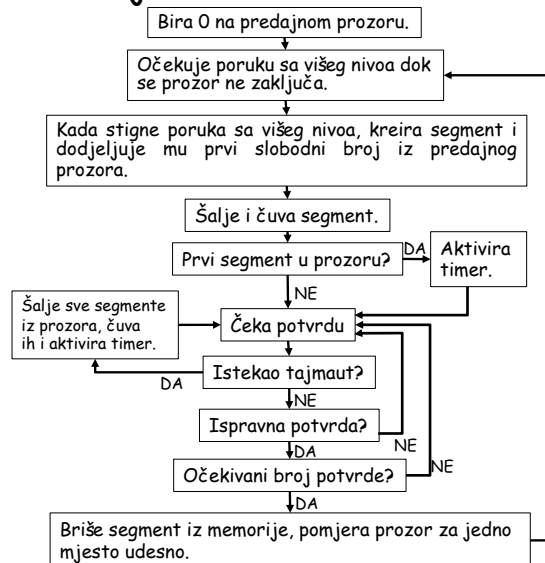 Bira 0 na predajnom prozoru.
Očekuje poruku sa višeg nivoa dok
se prozor ne zaključa.
Kada stigne poruka sa višeg nivoa, kreira segment i
dodjeljuje mu prvi slobodni broj iz predajnog
prozora.
Šalje i čuva segment.
Prvi segment u prozoru?
DA
Aktivira
timer.
NE
Šalje sve segmente
iz prozora, čuva
ih i aktivira timer.
Čeka potvrdu
Istekao tajmaut?
DA
NE
Ispravna potvrda?
NE
DA
Očekivani broj potvrde?
NE
DA
Briše segment iz memorije, pomjera prozor za jedno
mjesto udesno.